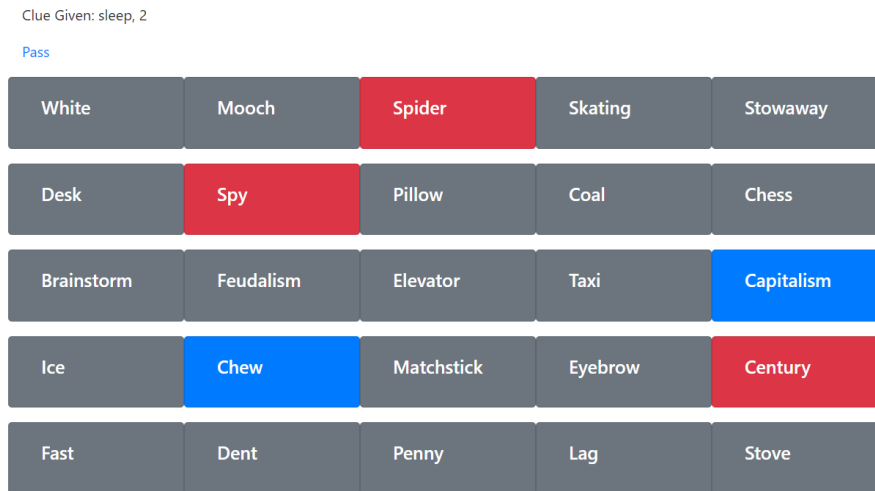 Clue Given: sleep, 2
Pass
White Mooch Spider Skating Stowaway
Desk Spy Pillow Coal Chess
Brainstorm Feudalism Elevator Taxi Capitalism
Ice Chew Matchstick Eyebrow Century
Fast Dent Penny Lag Stove